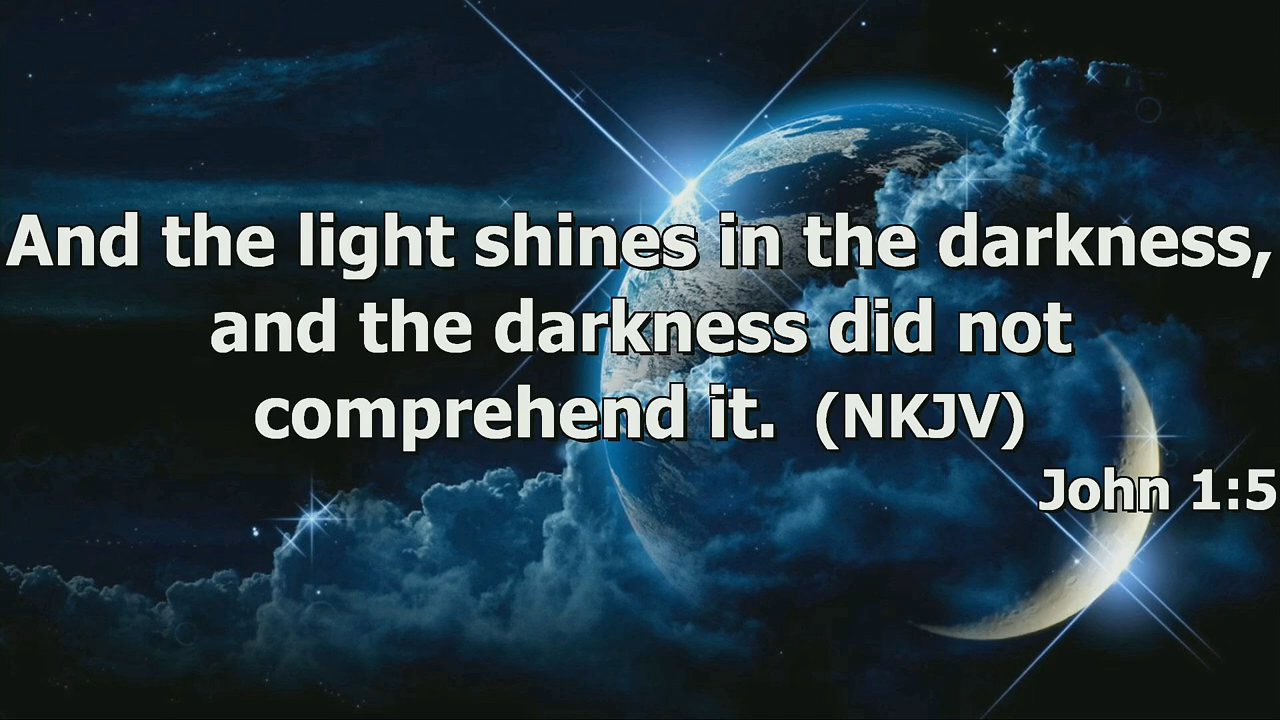 And the light shines in the darkness,
and the darkness did not
comprehend it. (NKJV)
John 1:5